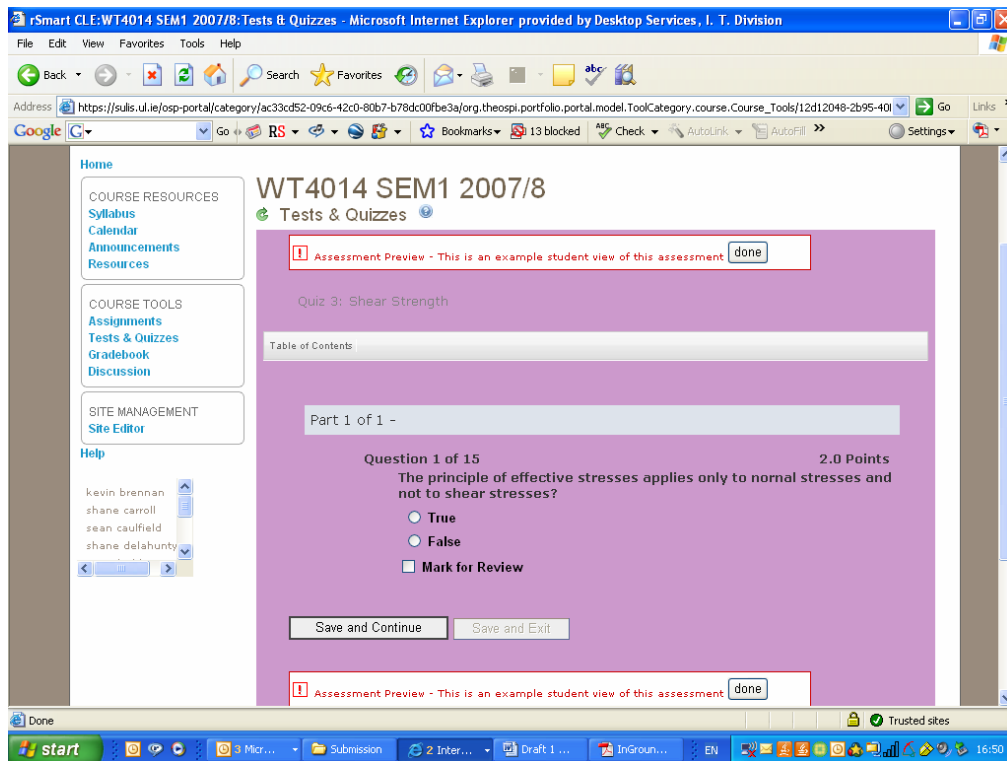 rSmart CLE:WT4014 SEM1 2007/8:Tests & Quizzes - Microsoft Internet Explorer provided by Desktop Services, I. T. Division
File Edit View Favorites Tools Help
Back Search Favorites
Address https://sulis.ul.ie/osp-portal/category/ac33cd52-09c6-42c0-80b7-b78dc00fbe3a/org.theospi.portfolio.portal.model.ToolCategory.course.Course_Tools/12d12048-2b95-40 Go Links
Google G Go RS Bookmarks 13 blocked Check AutoLink AutoFill Settings
Home
COURSE RESOURCES
Syllabus
Calendar
Announcements
Resources
COURSE TOOLS
Assignments
Tests & Quizzes
Gradebook
Discussion
SITE MANAGEMENT
Site Editor
Help
kevin brennan
shane carroll
sean caulfield
shane delahunty
WT4014 SEM1 2007/8
Tests & Quizzes
Assessment Preview - This is an example student view of this assessment done
Quiz 3: Shear Strength
Table of Contents
Part 1 of 1 -
Question 1 of 15 2.0 Points
The principle of effective stresses applies only to nornal stresses and
not to shear stresses?
True
False
Mark for Review
Save and Continue Save and Exit
Assessment Preview - This is an example student view of this assessment done
Done Trusted sites
start 3 Micr... Submission 2 Inter... Draft 1 ... InGroun... EN 16:50